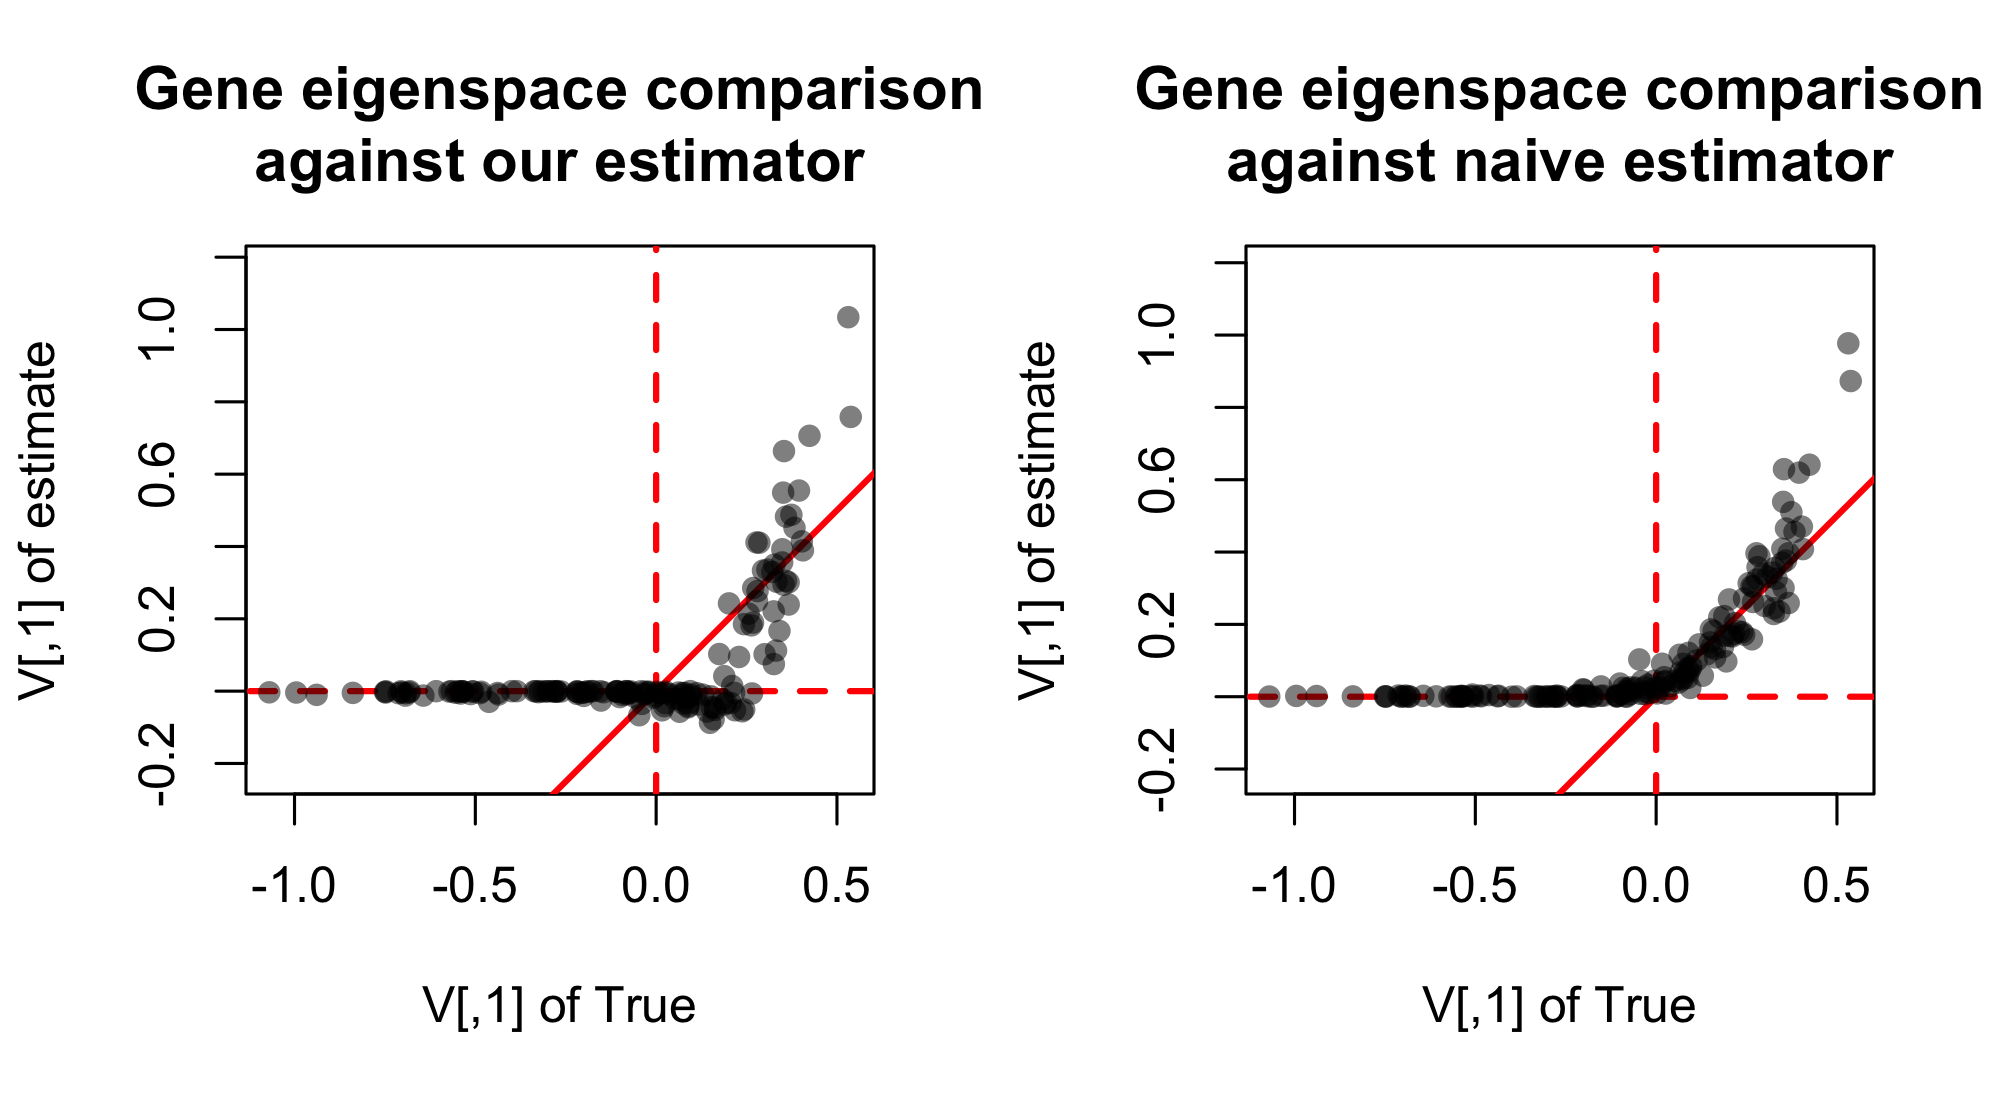 Gene eigenspace comparison
against our estimator
V[,1] of estimate
1.0
0.6
0.2
-0.2
-1.0 -0.5 0.0 0.5
V[,1] of True
Gene eigenspace comparison
against naive estimator
V[,1] of estimate
1.0
0.6
0.2
-0.2
-1.0 -0.5 0.0 0.5
V[,1] of True